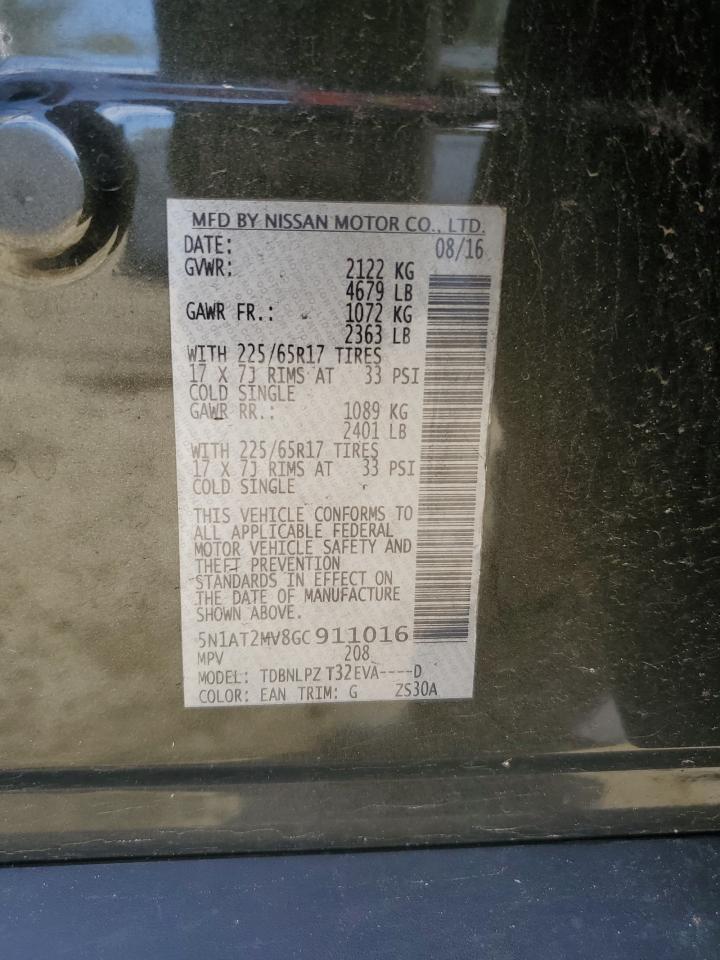 MFD BY NISSAN MOTOR CO., LTD.
DATE: 08/16
GVWR: 2122 KG
4679 LB
GAWR FR.: 1072 KG
2363 LB
WITH 225/65R17 TIRES
17 X 7J RIMS AT 33 PSI
COLD SINGLE
GAWR RR.: 1089 KG
2401 LB
WITH 225/65R17 TIRES
17 X 7J RIMS AT 33 PSI
COLD SINGLE
THIS VEHICLE CONFORMS TO
ALL APPLICABLE FEDERAL
MOTOR VEHICLE SAFETY AND
THEFT PREVENTION
STANDARDS IN EFFECT ON
THE DATE OF MANUFACTURE
SHOWN ABOVE.
5N1AT2MV8GC911016
MPV 208
MODEL: TDBNLPZ T32EVA----D
COLOR: EAN TRIM: G ZS30A